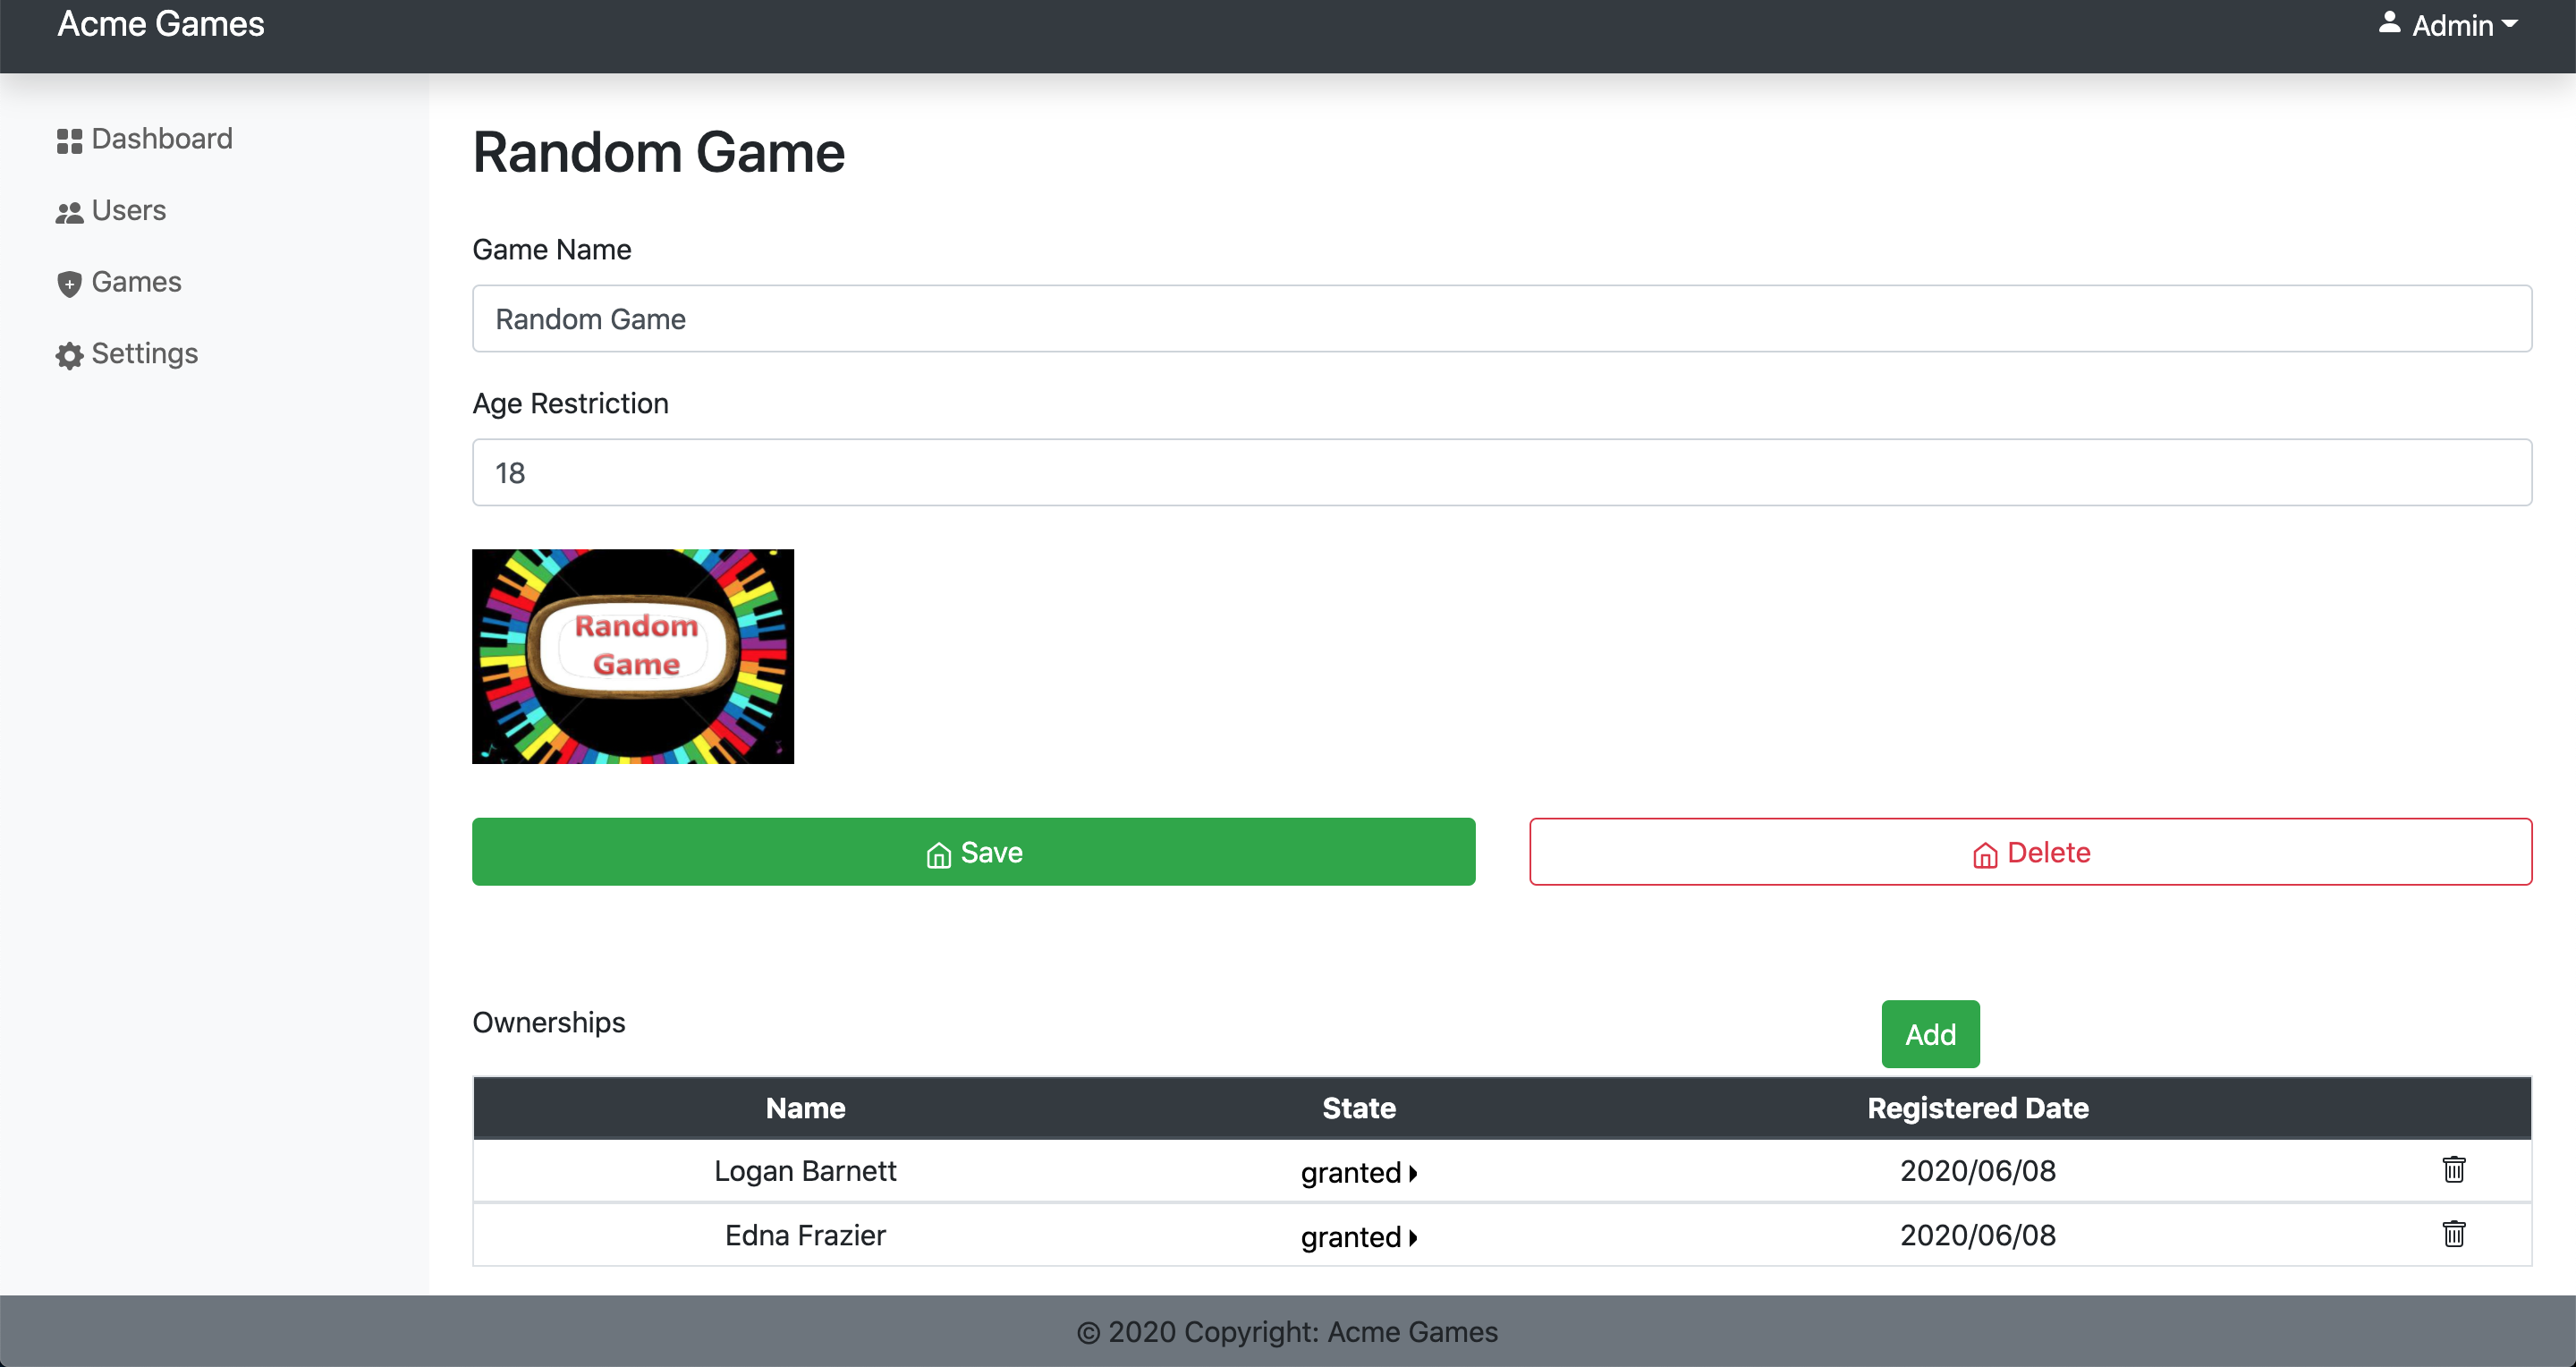 Acme Games
Admin
Dashboard
Users
Games
Settings
Random Game
Game Name
Random Game
Age Restriction
18
Random
Game
Save
Delete
Ownerships
Add
Name State Registered Date
Logan Barnett granted 2020/06/08
Edna Frazier granted 2020/06/08
© 2020 Copyright: Acme Games